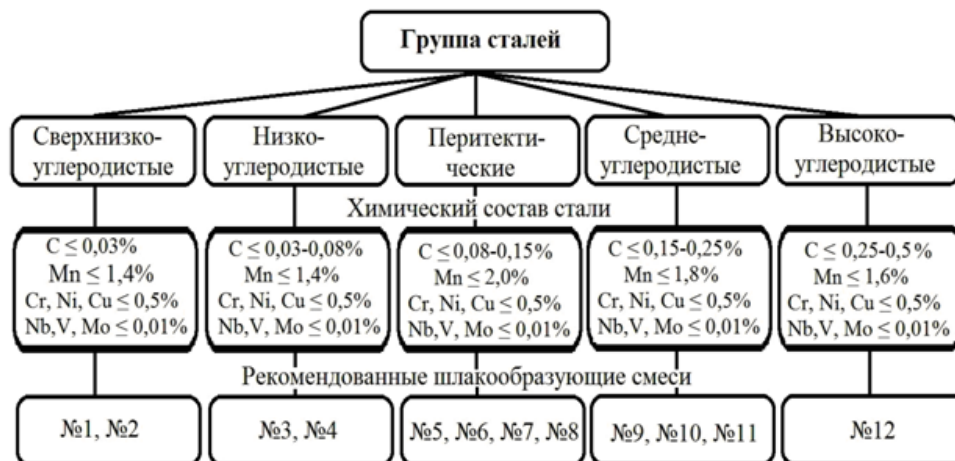 Группа сталей
Сверхнизко-
углеродистые
Низко-
углеродистые
Перитекти-
ческие
Средне-
углеродистые
Высоко-
углеродистые
Химический состав стали
C ≤ 0,03%
Mn ≤ 1,4%
Cr, Ni, Cu ≤ 0,5%
Nb,V, Mo ≤ 0,01%
C ≤ 0,03-0,08%
Mn ≤ 1,4%
Cr, Ni, Cu ≤ 0,5%
Nb,V, Mo ≤ 0,01%
C ≤ 0,08-0,15%
Mn ≤ 2,0%
Cr, Ni, Cu ≤ 0,5%
Nb,V, Mo ≤ 0,01%
C ≤ 0,15-0,25%
Mn ≤ 1,8%
Cr, Ni, Cu ≤ 0,5%
Nb,V, Mo ≤ 0,01%
C ≤ 0,25-0,5%
Mn ≤ 1,6%
Cr, Ni, Cu ≤ 0,5%
Nb,V, Mo ≤ 0,01%
Рекомендованные шлакообразующие смеси
№1, №2
№3, №4
№5, №6, №7, №8
№9, №10, №11
№12